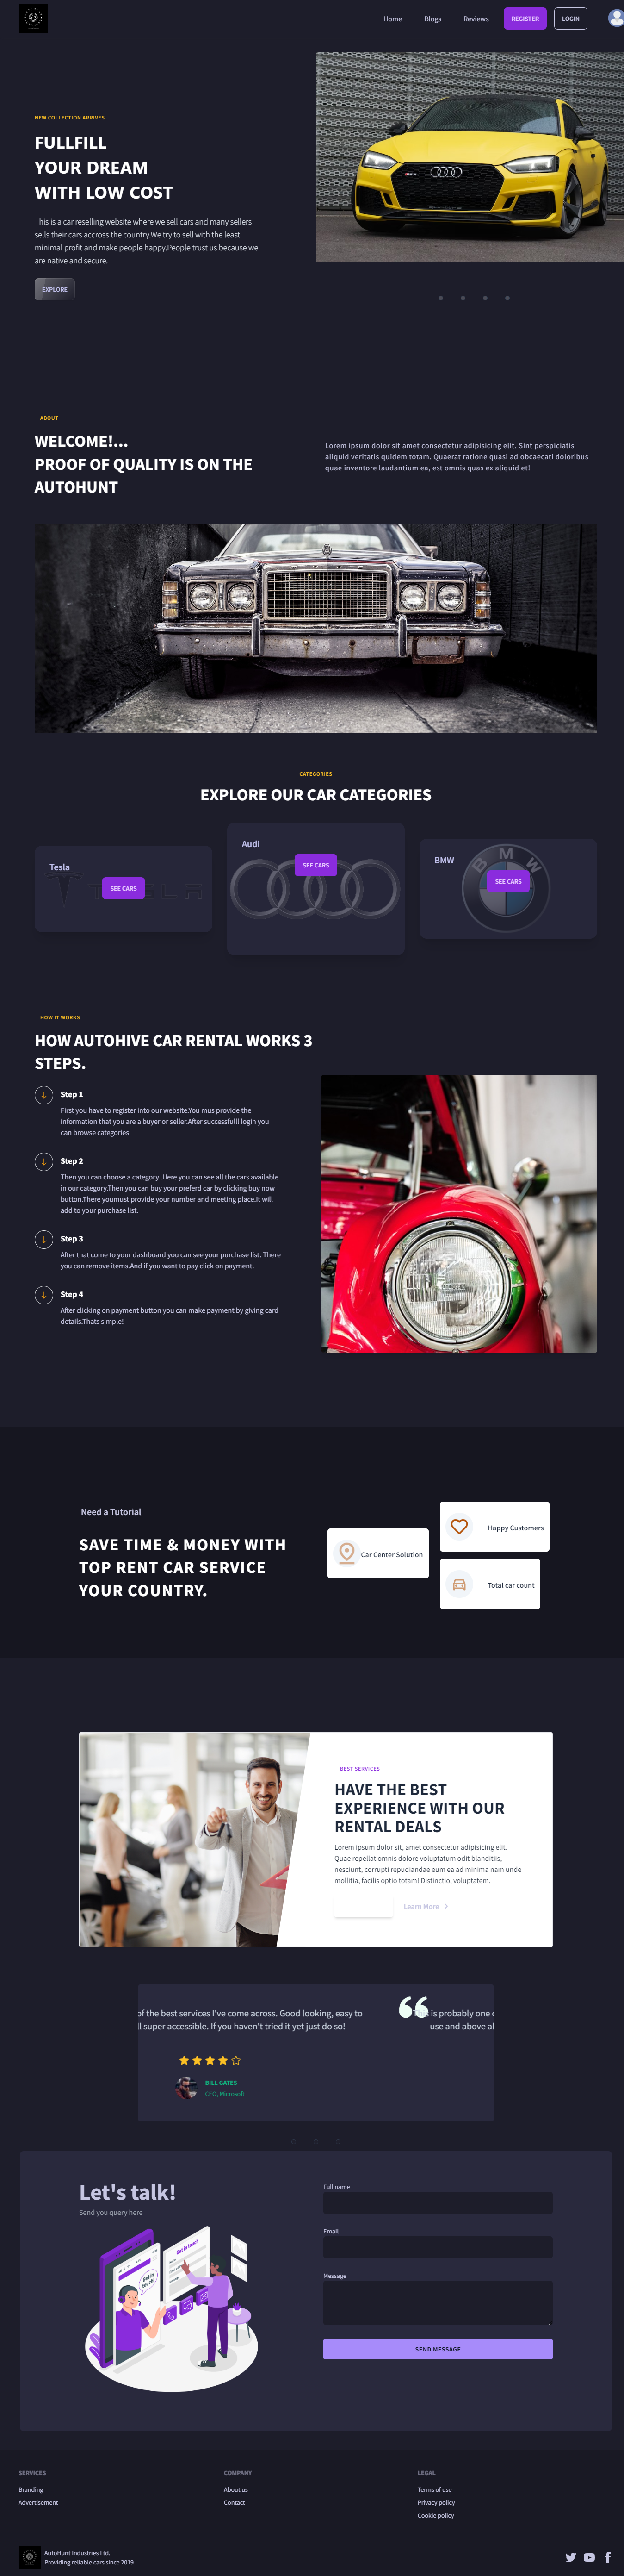 Home
Blogs
Reviews
REGISTER
LOGIN
NEW COLLECTION ARRIVES
FULLFILL
YOUR DREAM
WITH LOW COST
This is a car reselling website where we sell cars and many sellers
sells their cars accross the country.We try to sell with the least
minimal profit and make people happy.People trust us because we
are native and secure.
EXPLORE
ABOUT
WELCOME!...
PROOF OF QUALITY IS ON THE
AUTOHUNT
Lorem ipsum dolor sit amet consectetur adipisicing elit. Sint perspiciatis
aliquid veritatis quidem totam. Quaerat ratione quasi ad obcaecati doloribus
quae inventore laudantium ea, est omnis quas ex aliquid et!
CATEGORIES
EXPLORE OUR CAR CATEGORIES
Tesla
SEE CARS
Audi
SEE CARS
BMW
BMW
SEE CARS
HOW IT WORKS
HOW AUTOHIVE CAR RENTAL WORKS 3
STEPS.
Step 1
First you have to register into our website.You mus provide the
information that you are a buyer or seller.After successfulll login you
can browse categories
Step 2
Then you can choose a category .Here you can see all the cars available
in our category.Then you can buy your preferd car by clicking buy now
button.There youmust provide your number and meeting place.It will
add to your purchase list.
Step 3
After that come to your dashboard you can see your purchase list. There
you can remove items.And if you want to pay click on payment.
Step 4
After clicking on payment button you can make payment by giving card
details.Thats simple!
Need a Tutorial
SAVE TIME & MONEY WITH
TOP RENT CAR SERVICE
YOUR COUNTRY.
Car Center Solution
Happy Customers
Total car count
BEST SERVICES
HAVE THE BEST
EXPERIENCE WITH OUR
RENTAL DEALS
Lorem ipsum dolor sit, amet consectetur adipisicing elit.
Quae repellat omnis dolore voluptatum odit blanditiis,
nesciunt, corrupti repudiandae eum ea ad minima nam unde
mollitia, facilis optio totam! Distinctio, voluptatem.
Learn More
of the best services I've come across. Good looking, easy to
l super accessible. If you haven't tried it yet just do so!
is probably one
use and above al
BILL GATES
CEO, Microsoft
Let's talk!
Send you query here
Get in touch!
Get in touch
Full name
Email
Message
SEND MESSAGE
SERVICES
Branding
Advertisement
COMPANY
About us
Contact
LEGAL
Terms of use
Privacy policy
Cookie policy
AutoHunt Industries Ltd.
Providing reliable cars since 2019